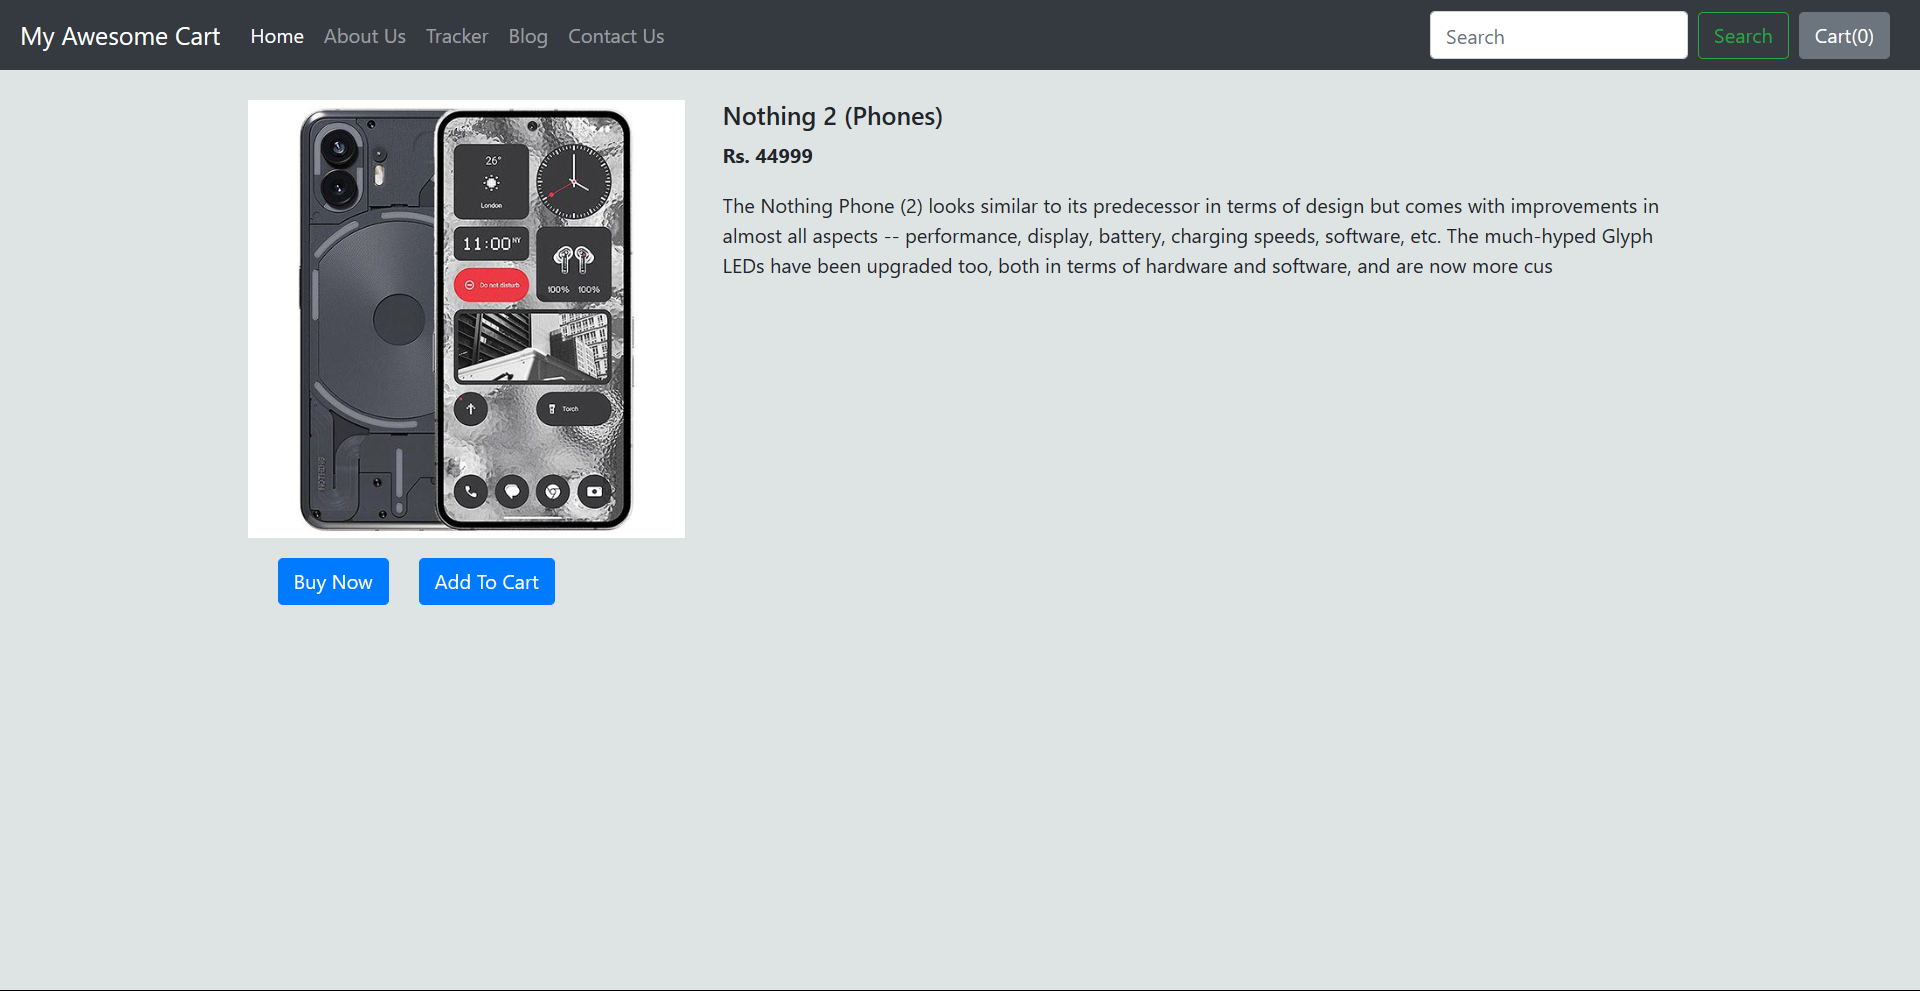 My Awesome Cart Home About Us Tracker Blog Contact Us Search Search Cart(0)
Nothing 2 (Phones)
Rs. 44999
The Nothing Phone (2) looks similar to its predecessor in terms of design but comes with improvements in
almost all aspects -- performance, display, battery, charging speeds, software, etc. The much-hyped Glyph
LEDs have been upgraded too, both in terms of hardware and software, and are now more cus
26°
London
11:00 NY
Do not disturb
100% 100%
Torch
NOTHING
Buy Now Add To Cart